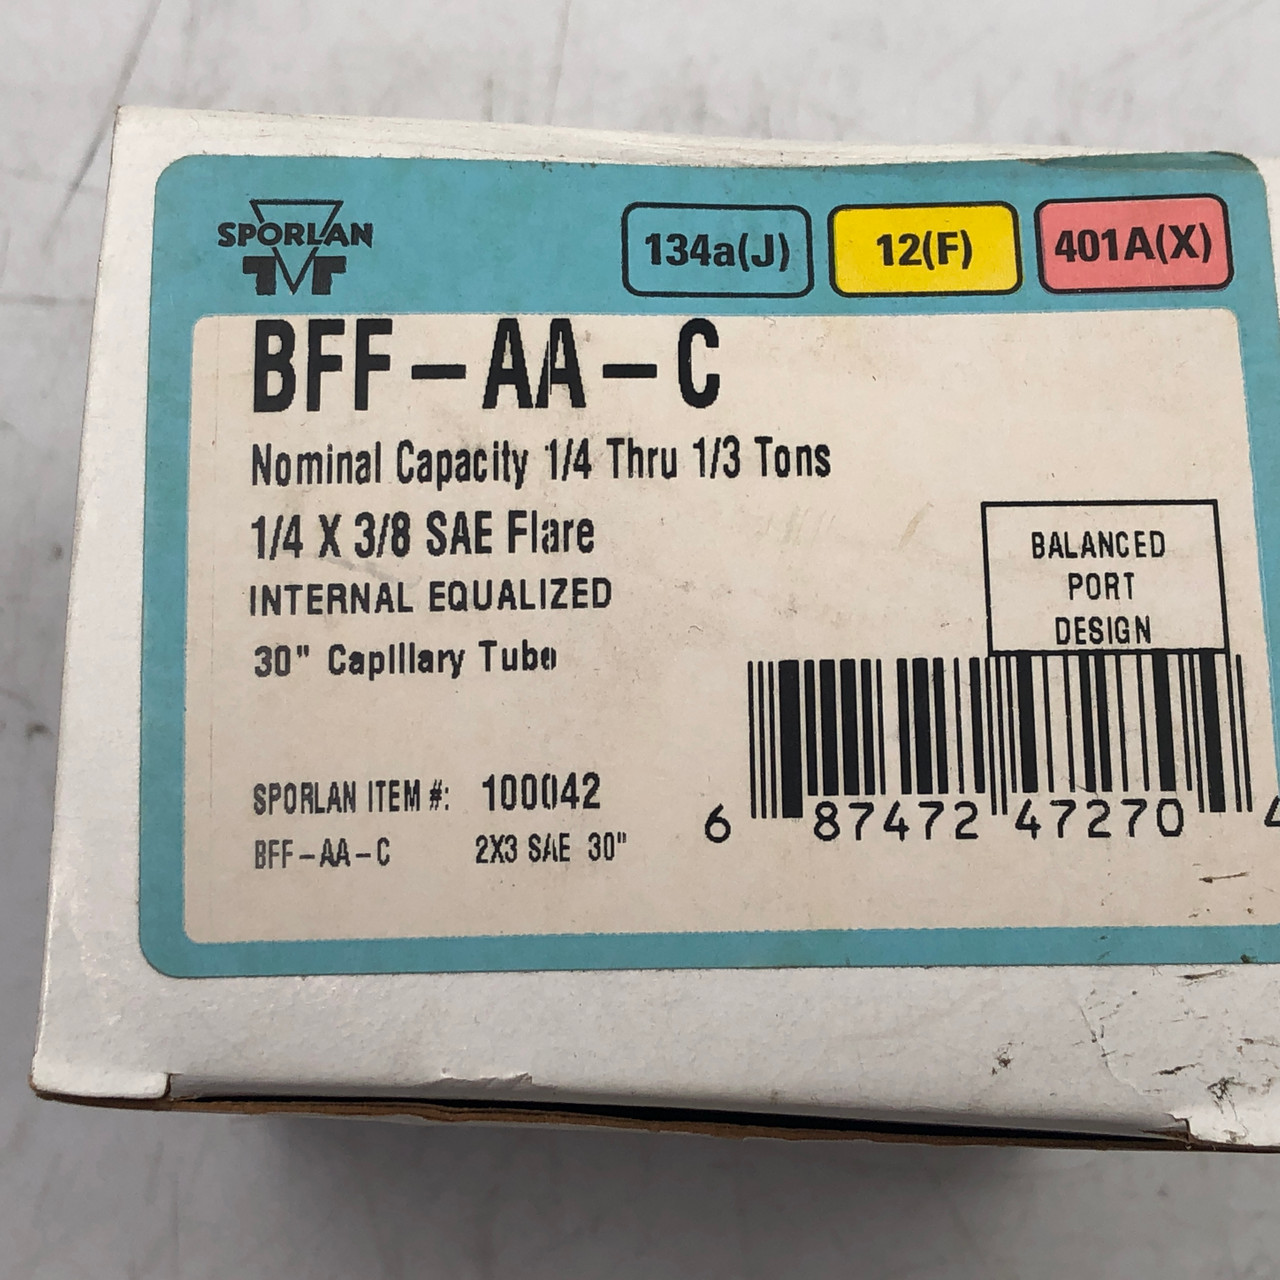 SPORLAN
134a(J) 12(F) 401A(X)
BFF-AA-C
Nominal Capacity 1/4 Thru 1/3 Tons
1/4 X 3/8 SAE Flare
INTERNAL EQUALIZED
30" Capillary Tube
BALANCED
PORT
DESIGN
SPORLAN ITEM #: 100042
BFF-AA-C 2X3 SAE 30"
6 87472 47270 4